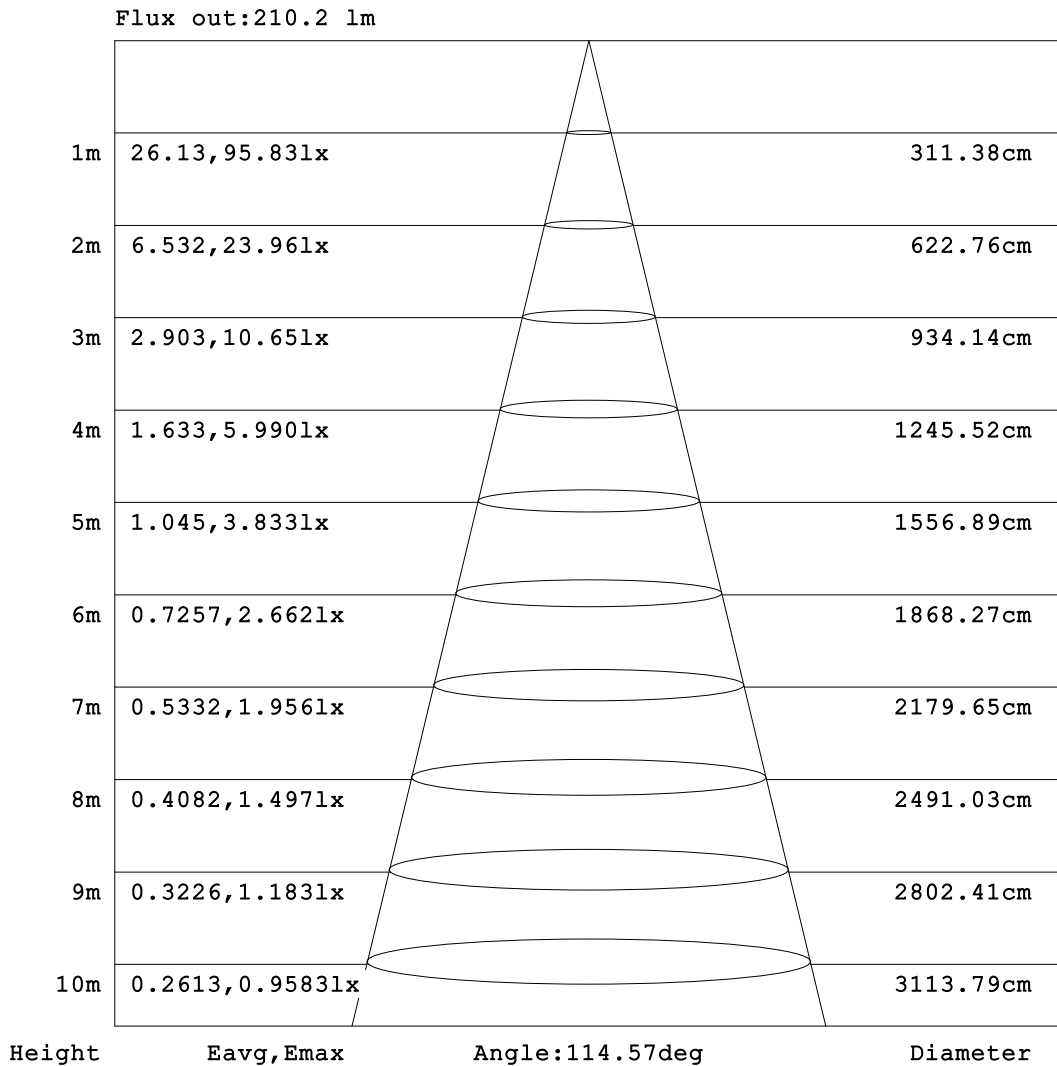 Flux out:210.2 lm
1m 26.13,95.83lx 311.38cm
2m 6.532,23.96lx 622.76cm
3m 2.903,10.65lx 934.14cm
4m 1.633,5.990lx 1245.52cm
5m 1.045,3.833lx 1556.89cm
6m 0.7257,2.662lx 1868.27cm
7m 0.5332,1.956lx 2179.65cm
8m 0.4082,1.497lx 2491.03cm
9m 0.3226,1.183lx 2802.41cm
10m 0.2613,0.9583lx 3113.79cm
Height Eavg,Emax Angle:114.57deg Diameter